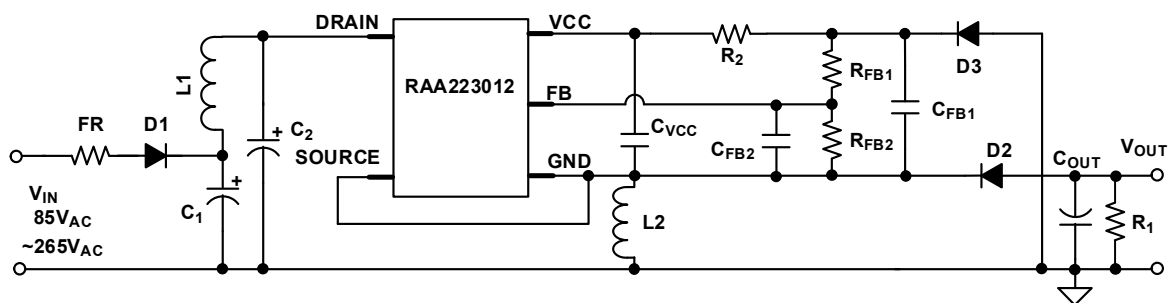 DRAIN
VCC
RAA223012
L1
R2
RFB1
D3
FB
FR
D1
C2
CVCC
CFB1
CFB2
RFB2
SOURCE
GND
D2
COUT
VOUT
VIN
85VAC
~265VAC
C1
L2
R1
+
+